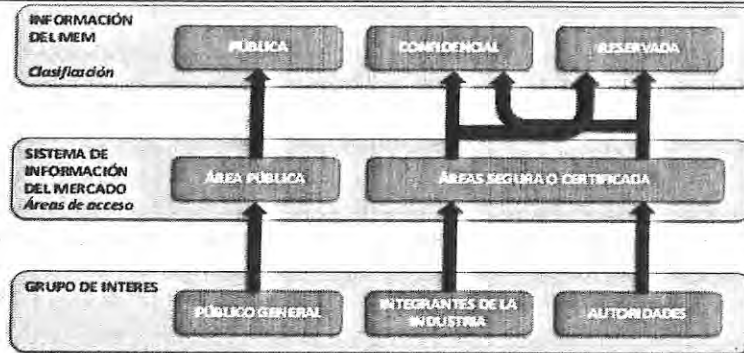 INFORMACIÓN
DEL MEM
Clasificación
PÚBLICA
CONFIDENCIAL
RESERVADA
SISTEMA DE
INFORMACIÓN
DEL MERCADO
Áreas de acceso
ÁREA PÚBLICA
ÁREAS SEGURA O CERTIFICADA
GRUPO DE INTERES
PÚBLICO GENERAL
INTEGRANTES DE LA
INDUSTRIA
AUTORIDADES